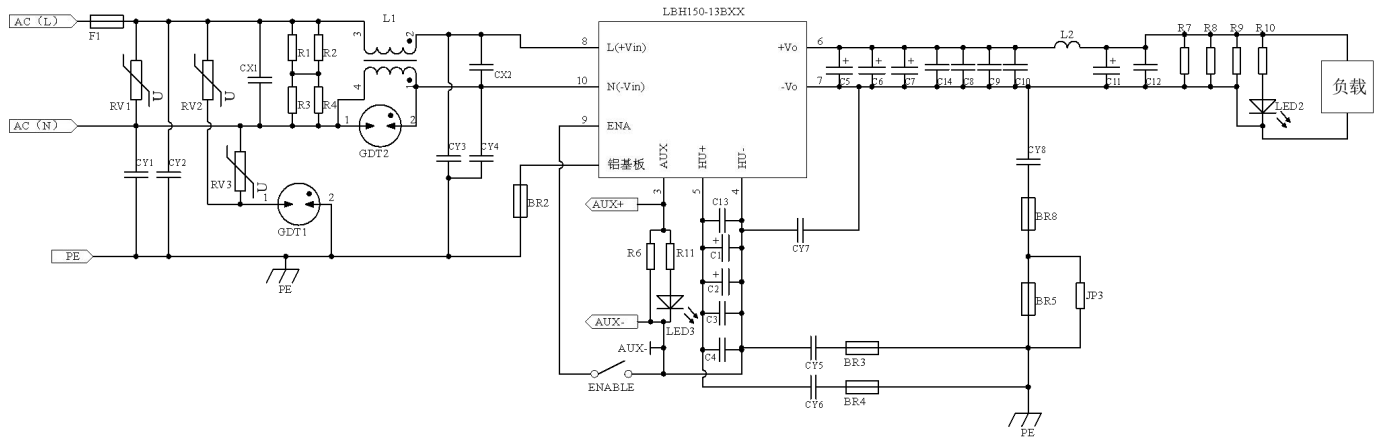 LBH150-13BXX
AC（L）
F1
L1
3
2
4
1
R1
R2
R3
R4
RV1
U
RV2
U
CX1
CX2
8
L(+Vin)
10
N(-Vin)
9
ENA
铝基板
AUX
HU+
HU-
+Vo
6
-Vo
7
C5
C6
C7
C14
C8
C9
C10
L2
C11
C12
R7
R8
R9
R10
LED2
负载
AC（N）
1
2
GDT2
CY1
CY2
CY3
CY4
RV3
U
1
2
GDT1
BR2
3
5
4
AUX+
C13
C1
C2
C3
C4
CY7
CY8
BR8
R6
R11
LED3
PE
PE
AUX-
AUX-
BR5
JP3
CY5
BR3
ENABLE
CY6
BR4
PE